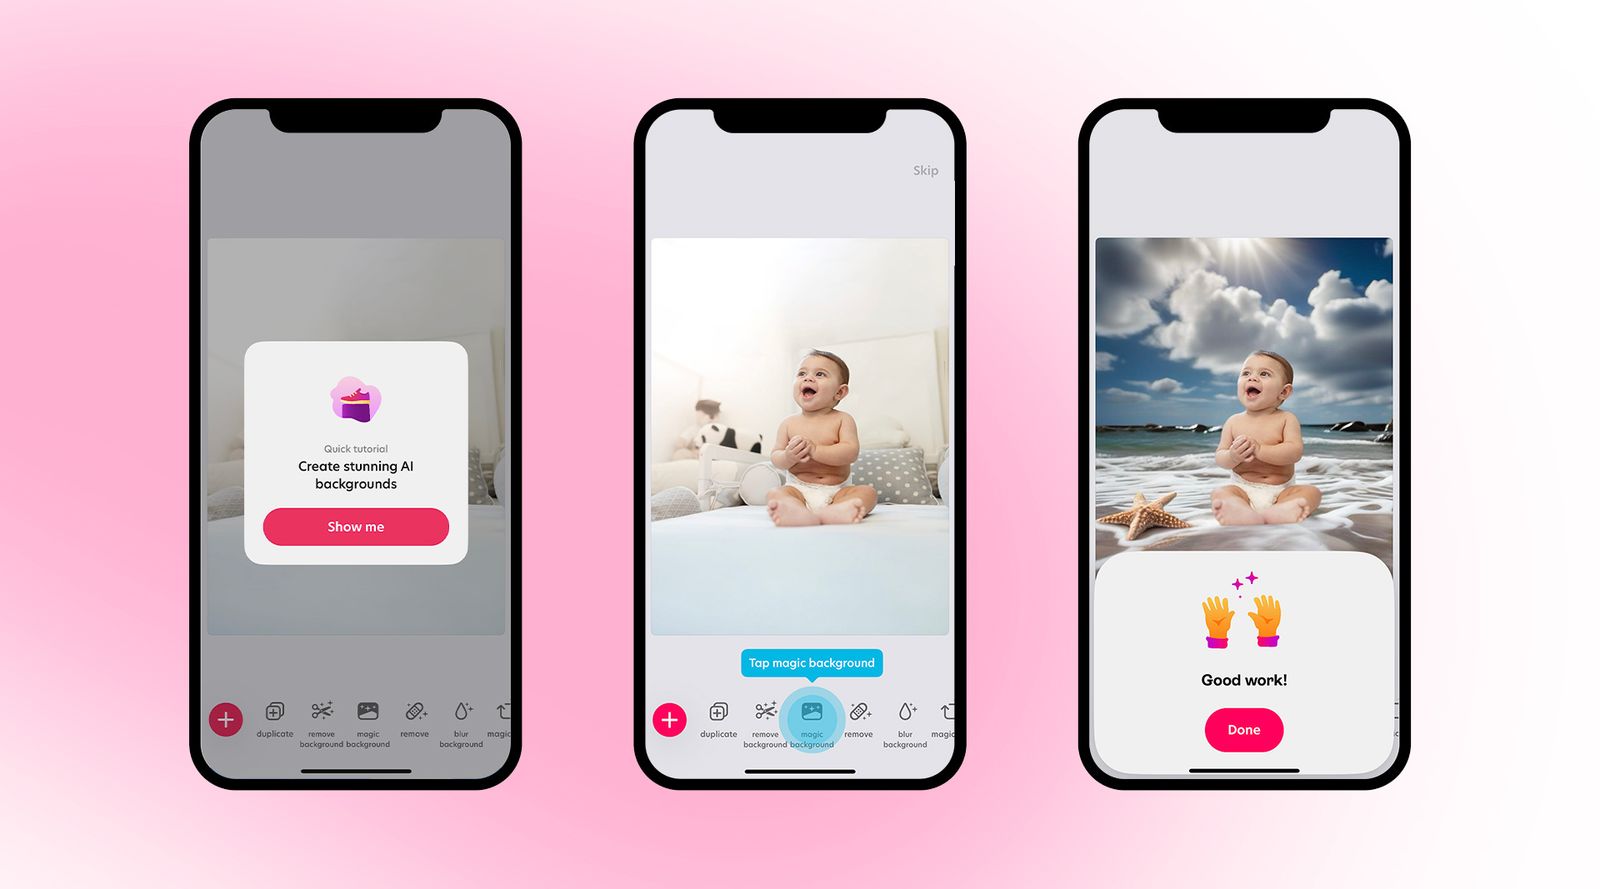 Quick tutorial
Create stunning AI
backgrounds
Show me
duplicate
remove
background
magic
background
remove
blur
background
magic
Skip
Tap magic background
duplicate
remove
background
magic
background
remove
blur
background
magic
Good work!
Done